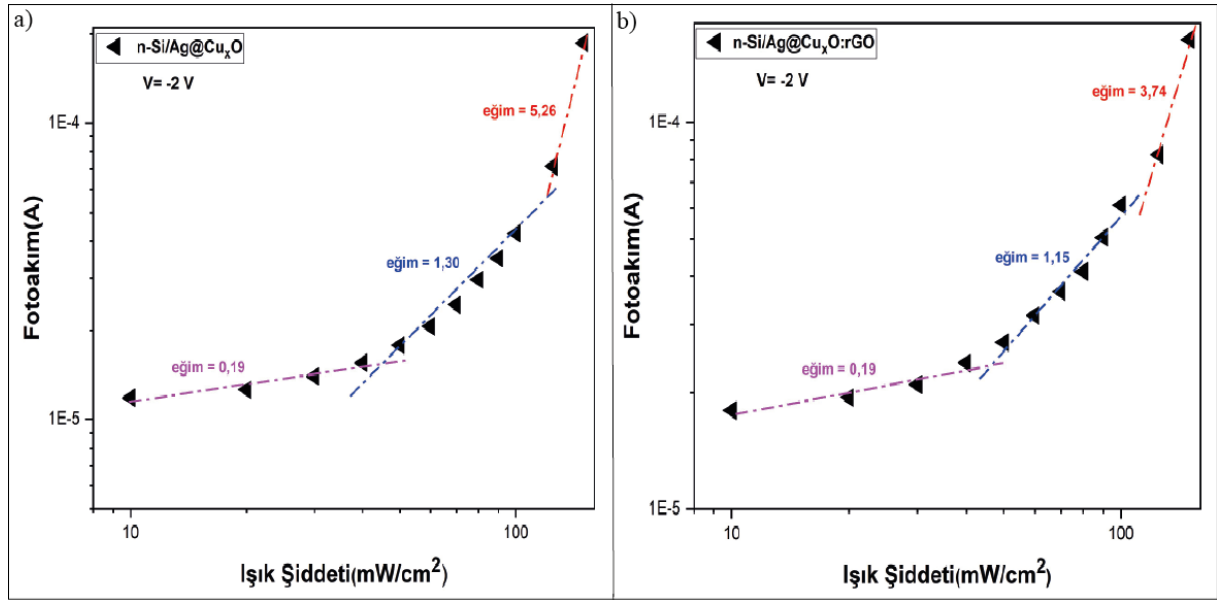 a)
n-Si/Ag@CuₓO
V= -2 V
eğim = 5,26
eğim = 1,30
eğim = 0,19
1E-4
1E-5
Fotoakım(A)
10
100
Işık Şiddeti(mW/cm²)
b)
n-Si/Ag@CuₓO:rGO
V= -2 V
eğim = 3,74
eğim = 1,15
eğim = 0,19
1E-4
1E-5
Fotoakım(A)
10
100
Işık Şiddeti(mW/cm²)